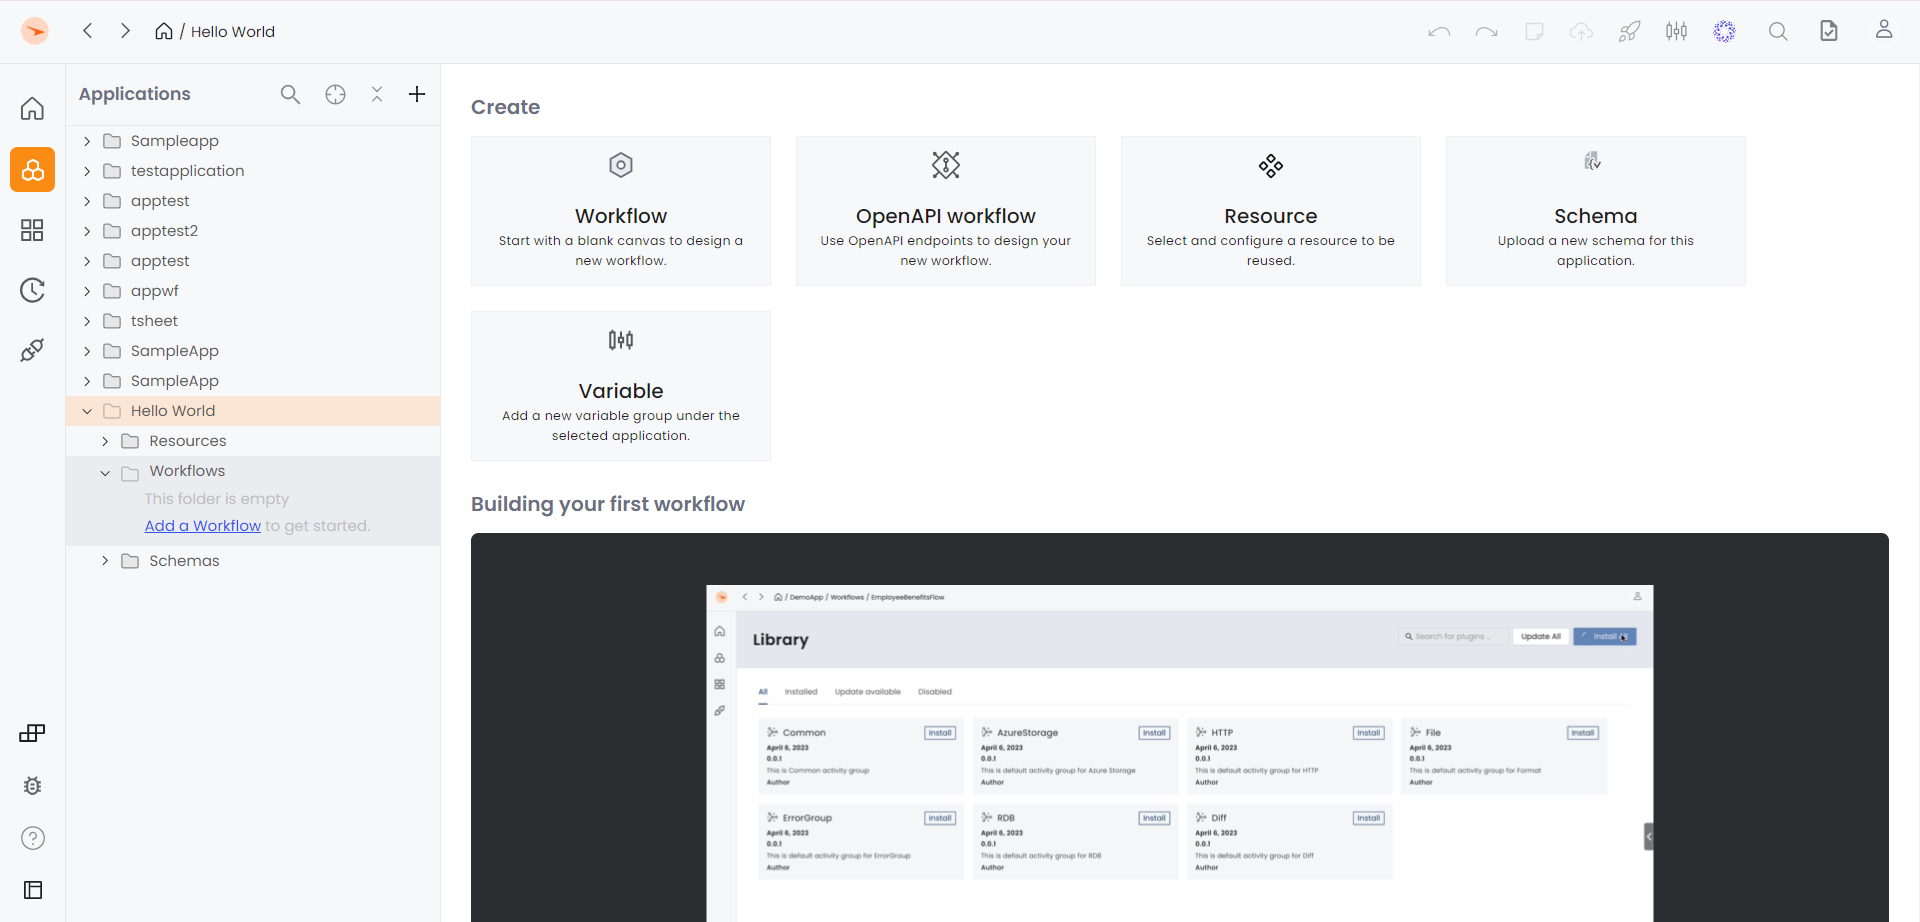 / Hello World
Applications
Sampleapp
testapplication
apptest
apptest2
apptest
appwf
tsheet
SampleApp
SampleApp
Hello World
Resources
Workflows
This folder is empty
Add a Workflow to get started.
Schemas
Create
Workflow
Start with a blank canvas to design a
new workflow.
OpenAPI workflow
Use OpenAPI endpoints to design your
new workflow.
Resource
Select and configure a resource to be
reused.
Schema
Upload a new schema for this
application.
Variable
Add a new variable group under the
selected application.
Building your first workflow
/ DemoApp / Workflows / EmployeeBenefitsFlow
Library
Search for plugins ...
Update All
Install
All Installed Update available Disabled
Common Install
April 6, 2023
0.0.1
This is Common activity group
Author
AzureStorage Install
April 6, 2023
0.0.1
This is default activity group for Azure Storage
Author
HTTP Install
April 6, 2023
0.0.1
This is default activity group for HTTP
Author
File Install
April 6, 2023
0.0.1
This is default activity group for Format
Author
ErrorGroup Install
April 6, 2023
0.0.1
This is default activity group for ErrorGroup
Author
RDB Install
April 6, 2023
0.0.1
This is default activity group for RDB
Author
Diff Install
April 6, 2023
0.0.1
This is default activity group for Diff
Author